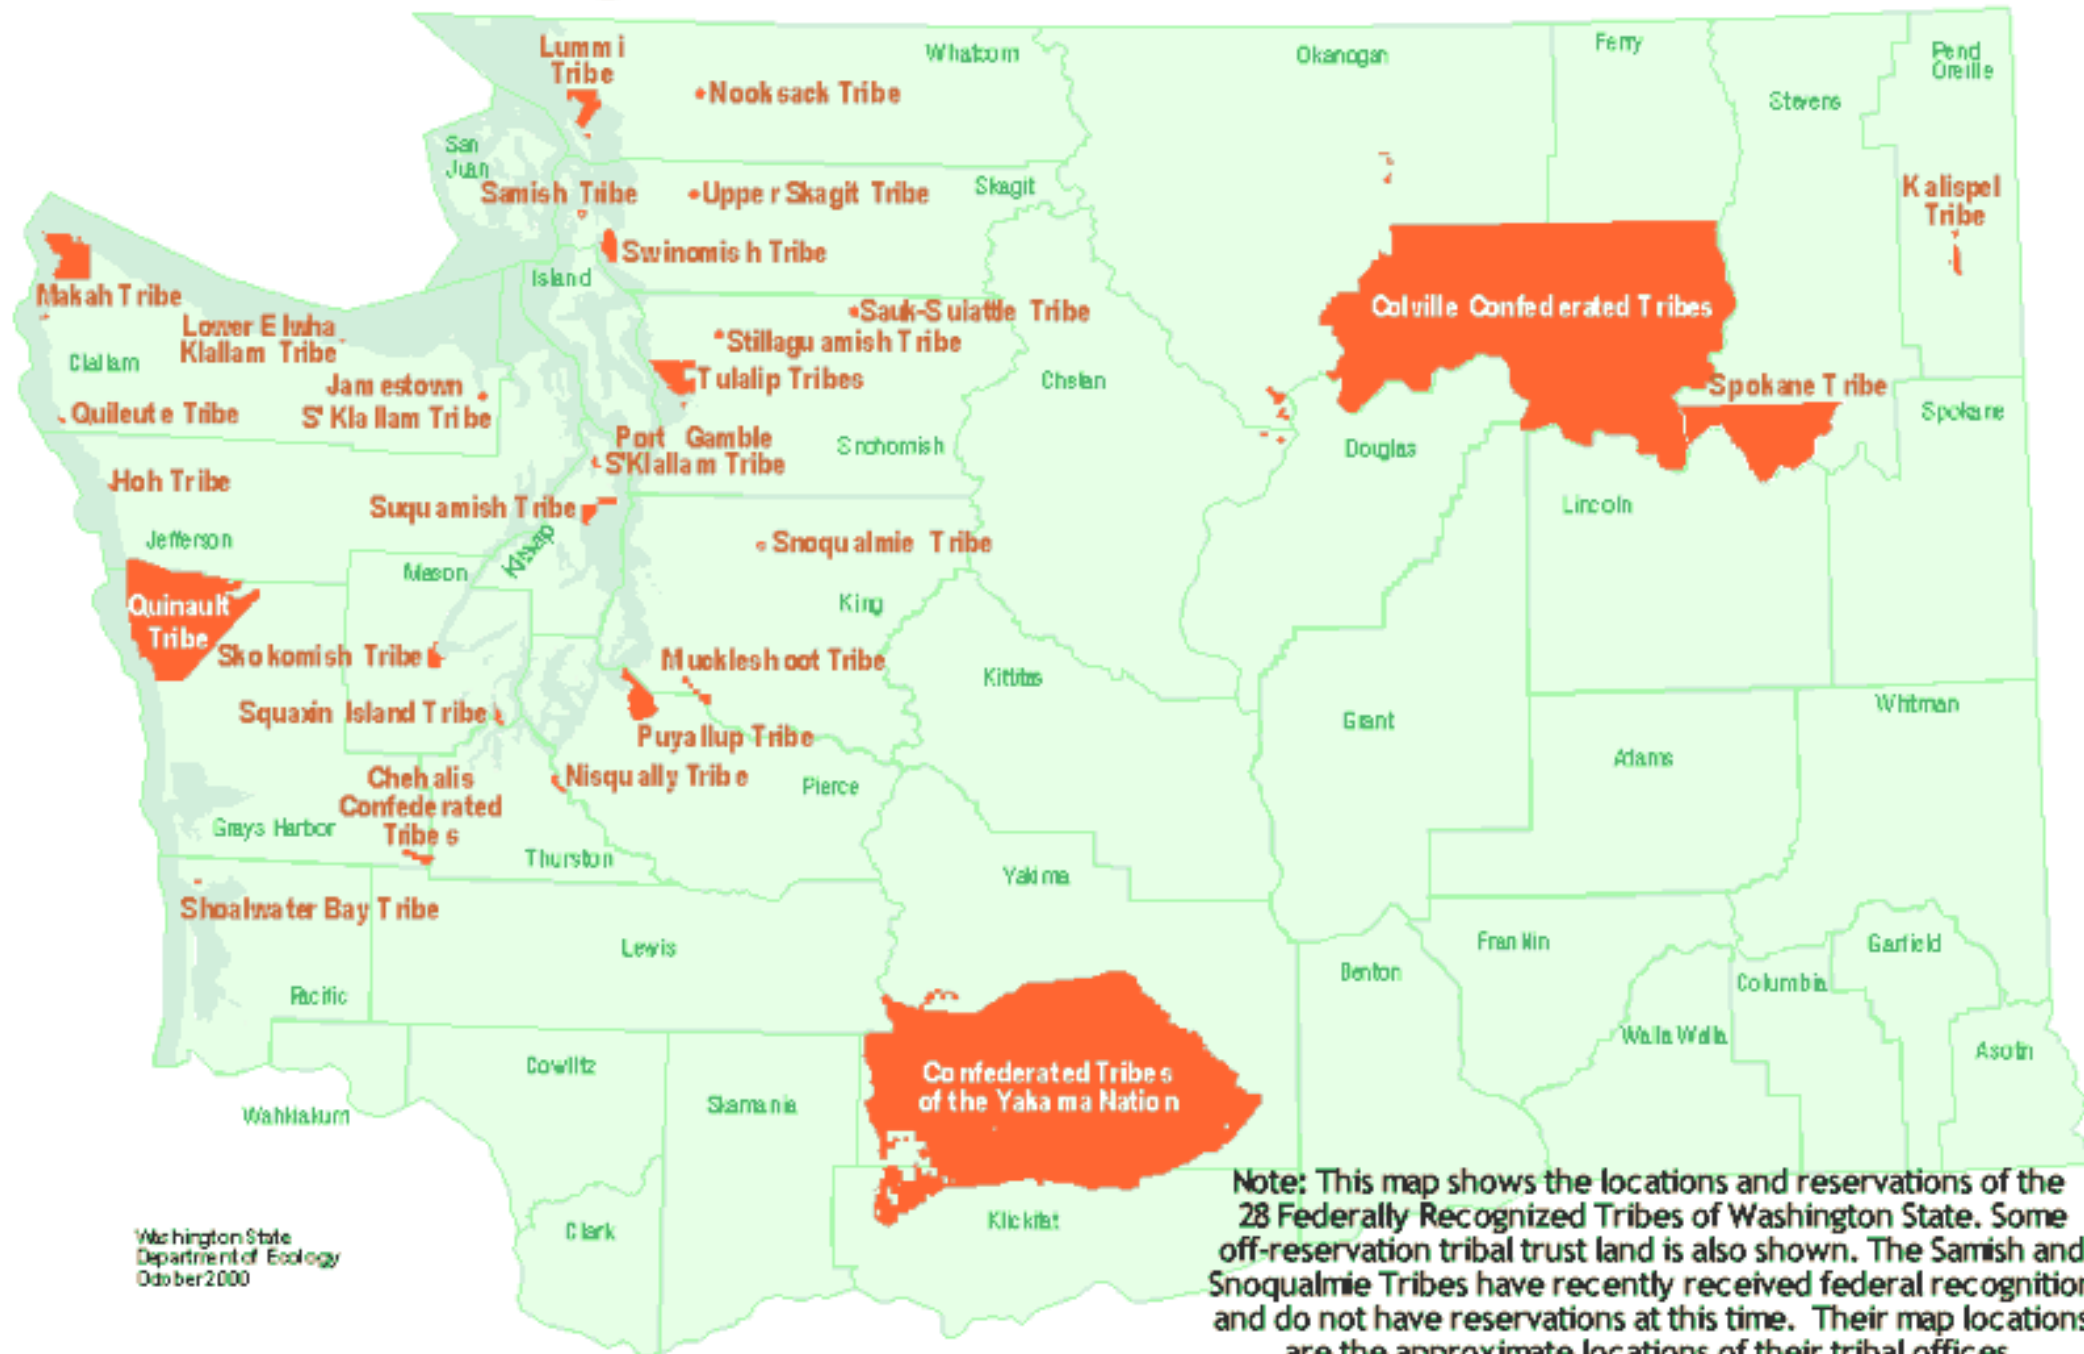 Lummi
Tribe
Whatcom
Okanogan
Ferry
Pend
Oreille
Nooksack Tribe
Stevens
San
Juan
Samish Tribe
Upper Skagit Tribe
Skagit
Kalispel
Tribe
Swinomish Tribe
Island
Makah Tribe
Colville Confederated Tribes
Sauk-Suiattle Tribe
Lower Elwha
Klallam Tribe
Stillaguamish Tribe
Clallam
Tulalip Tribes
Chelan
Jamestown
S'Klallam Tribe
Spokane Tribe
Quileute Tribe
Spokane
Port Gamble
S'Klallam Tribe
Snohomish
Douglas
Hoh Tribe
Suquamish Tribe
Lincoln
Jefferson
Kitsap
Snoqualmie Tribe
Mason
Quinault
Tribe
King
Skokomish Tribe
Muckleshoot Tribe
Kittitas
Squaxin Island Tribe
Grant
Whitman
Puyallup Tribe
Adams
Chehalis
Confederated
Tribes
Nisqually Tribe
Pierce
Grays Harbor
Thurston
Yakima
Shoalwater Bay Tribe
Lewis
Franklin
Garfield
Benton
Columbia
Pacific
Walla Walla
Asotin
Cowlitz
Confederated Tribes
of the Yakama Nation
Skamania
Wahkiakum
Clark
Klickitat
Washington State
Department of Ecology
October 2000
Note: This map shows the locations and reservations of the
28 Federally Recognized Tribes of Washington State. Some
off-reservation tribal trust land is also shown. The Samish and
Snoqualmie Tribes have recently received federal recognition
and do not have reservations at this time. Their map locations
are the approximate locations of their tribal offices